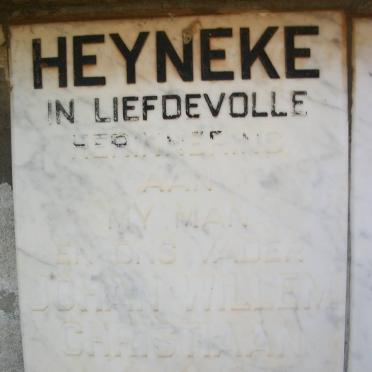 HEYNEKE
IN LIEFDEVOLLE
HERINNERING
AAN
MY MAN
EN ONS VADER
JOHAN WILLEM
CHRISTIAAN